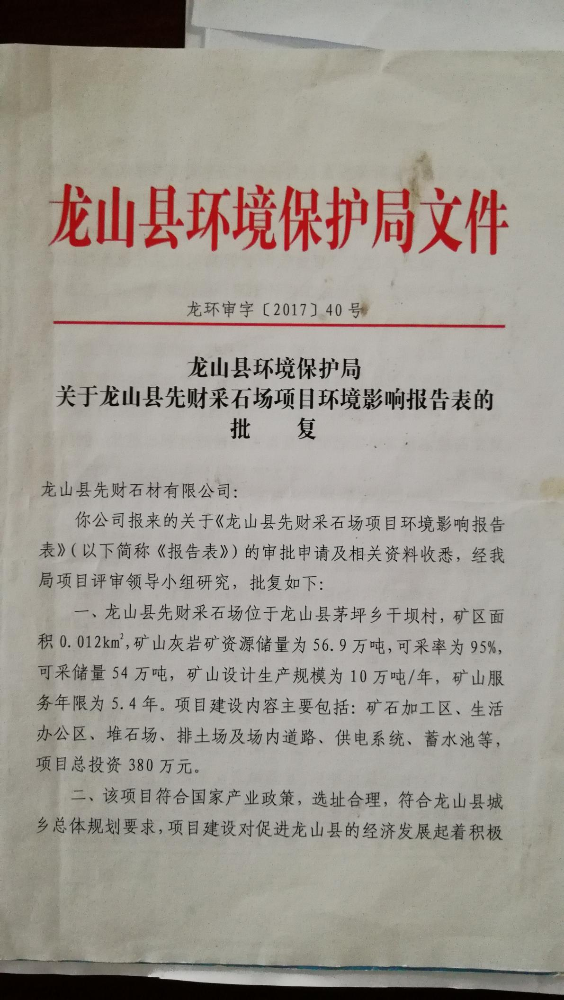 龙山县环境保护局文件
龙环审字〔2017〕40 号
龙山县环境保护局
关于龙山县先财采石场项目环境影响报告表的
批 复
龙山县先财石材有限公司：
你公司报来的关于《龙山县先财采石场项目环境影响报告
表》（以下简称《报告表》）的审批申请及相关资料收悉，经我
局项目评审领导小组研究，批复如下：
一、龙山县先财采石场位于龙山县茅坪乡干坝村，矿区面
积 0.012km²，矿山灰岩矿资源储量为 56.9 万吨，可采率为 95%，
可采储量 54 万吨，矿山设计生产规模为 10 万吨/年，矿山服
务年限为 5.4 年。项目建设内容主要包括：矿石加工区、生活
办公区、堆石场、排土场及场内道路、供电系统、蓄水池等，
项目总投资 380 万元。
二、该项目符合国家产业政策，选址合理，符合龙山县城
乡总体规划要求，项目建设对促进龙山县的经济发展起着积极